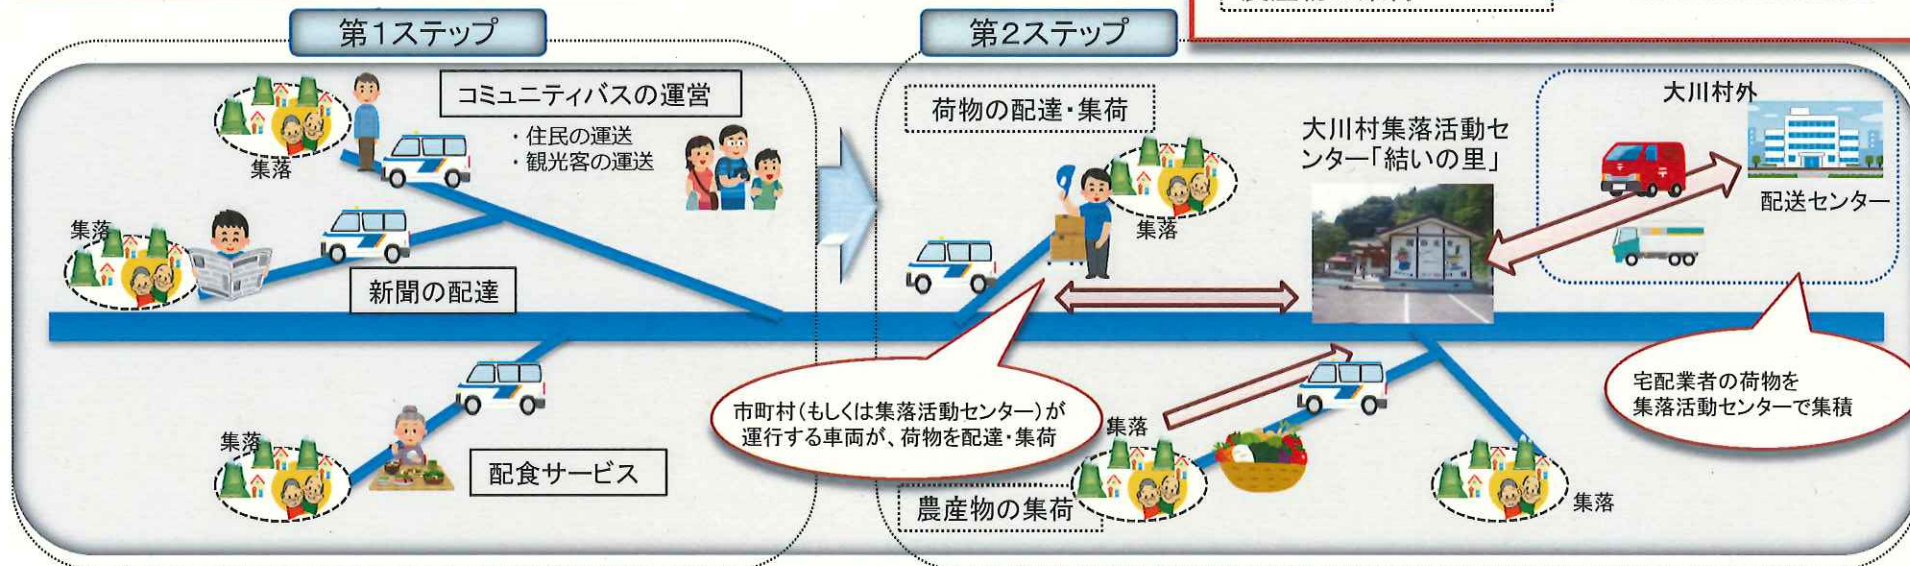 第1ステップ
コミュニティバスの運営
・住民の運送
・観光客の運送
集落
集落
新聞の配達
集落
配食サービス
第2ステップ
荷物の配達・集荷
集落
大川村集落活動セ
ンター「結いの里」
大川村外
配送センター
市町村(もしくは集落活動センター)が
運行する車両が、荷物を配達・集荷
宅配業者の荷物を
集落活動センターで集積
集落
農産物の集荷
集落